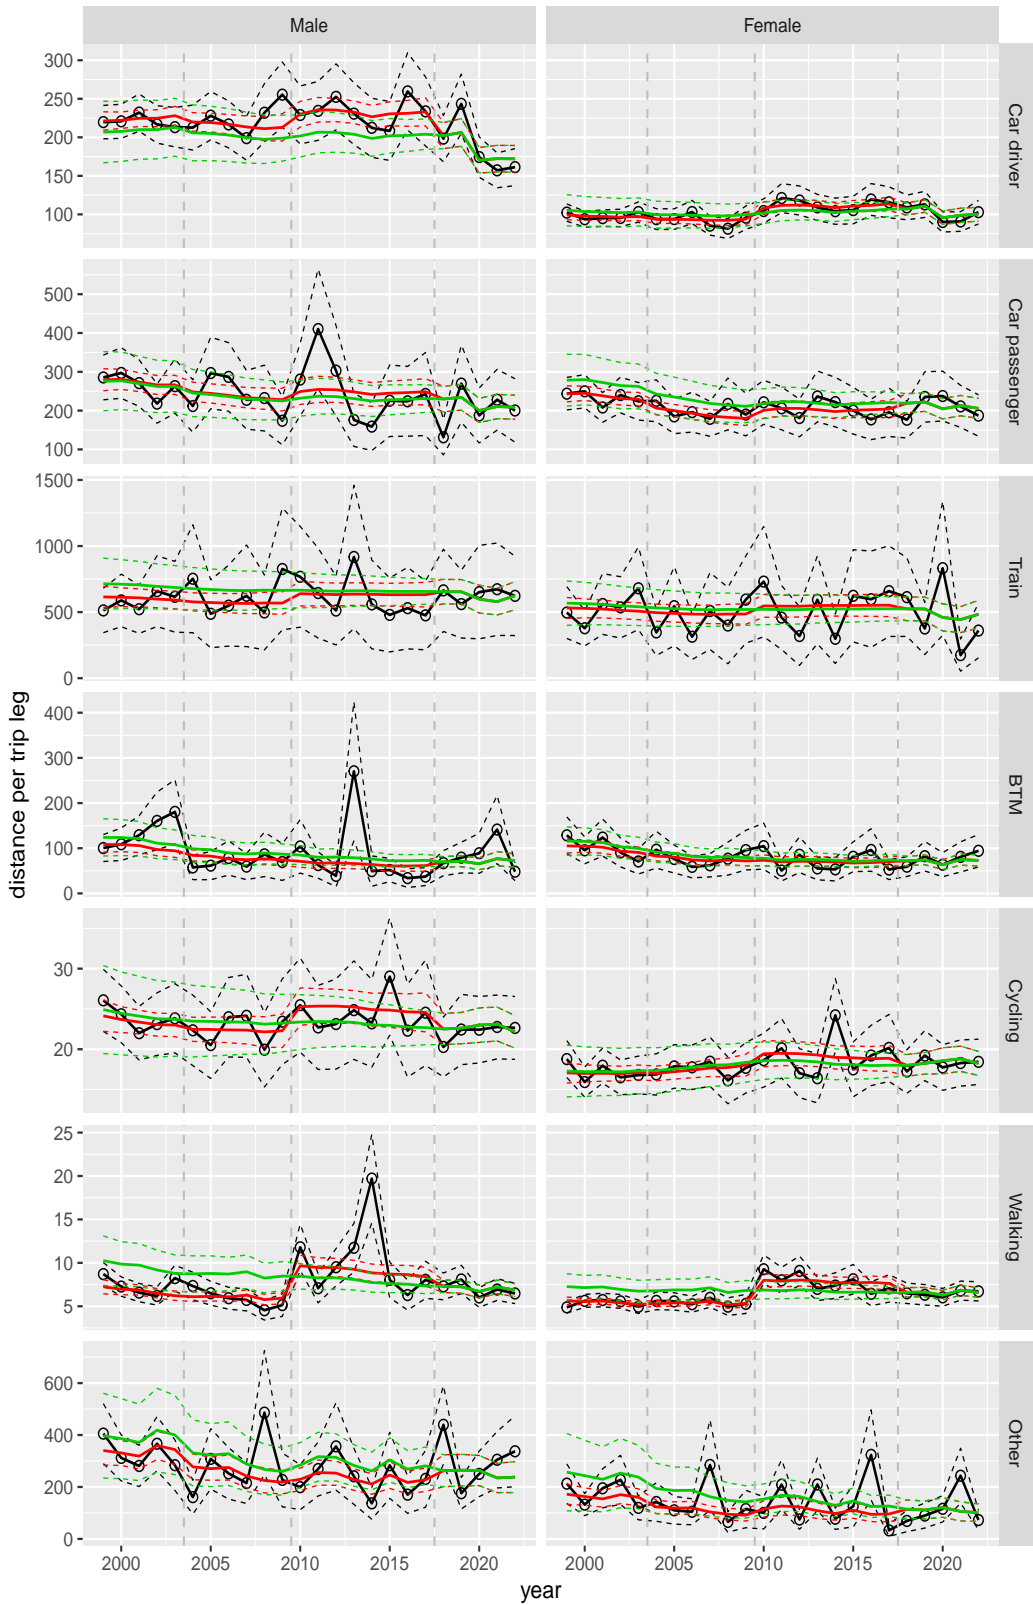 Male Female
300
250
200
150
100
Car driver
500
400
300
200
100
Car passenger
1500
1000
500
0
Train
400
300
200
100
0
BTM
30
20
Cycling
25
20
15
10
5
Walking
600
400
200
0
Other
2000 2005 2010 2015 2020 2000 2005 2010 2015 2020
year
distance per trip leg